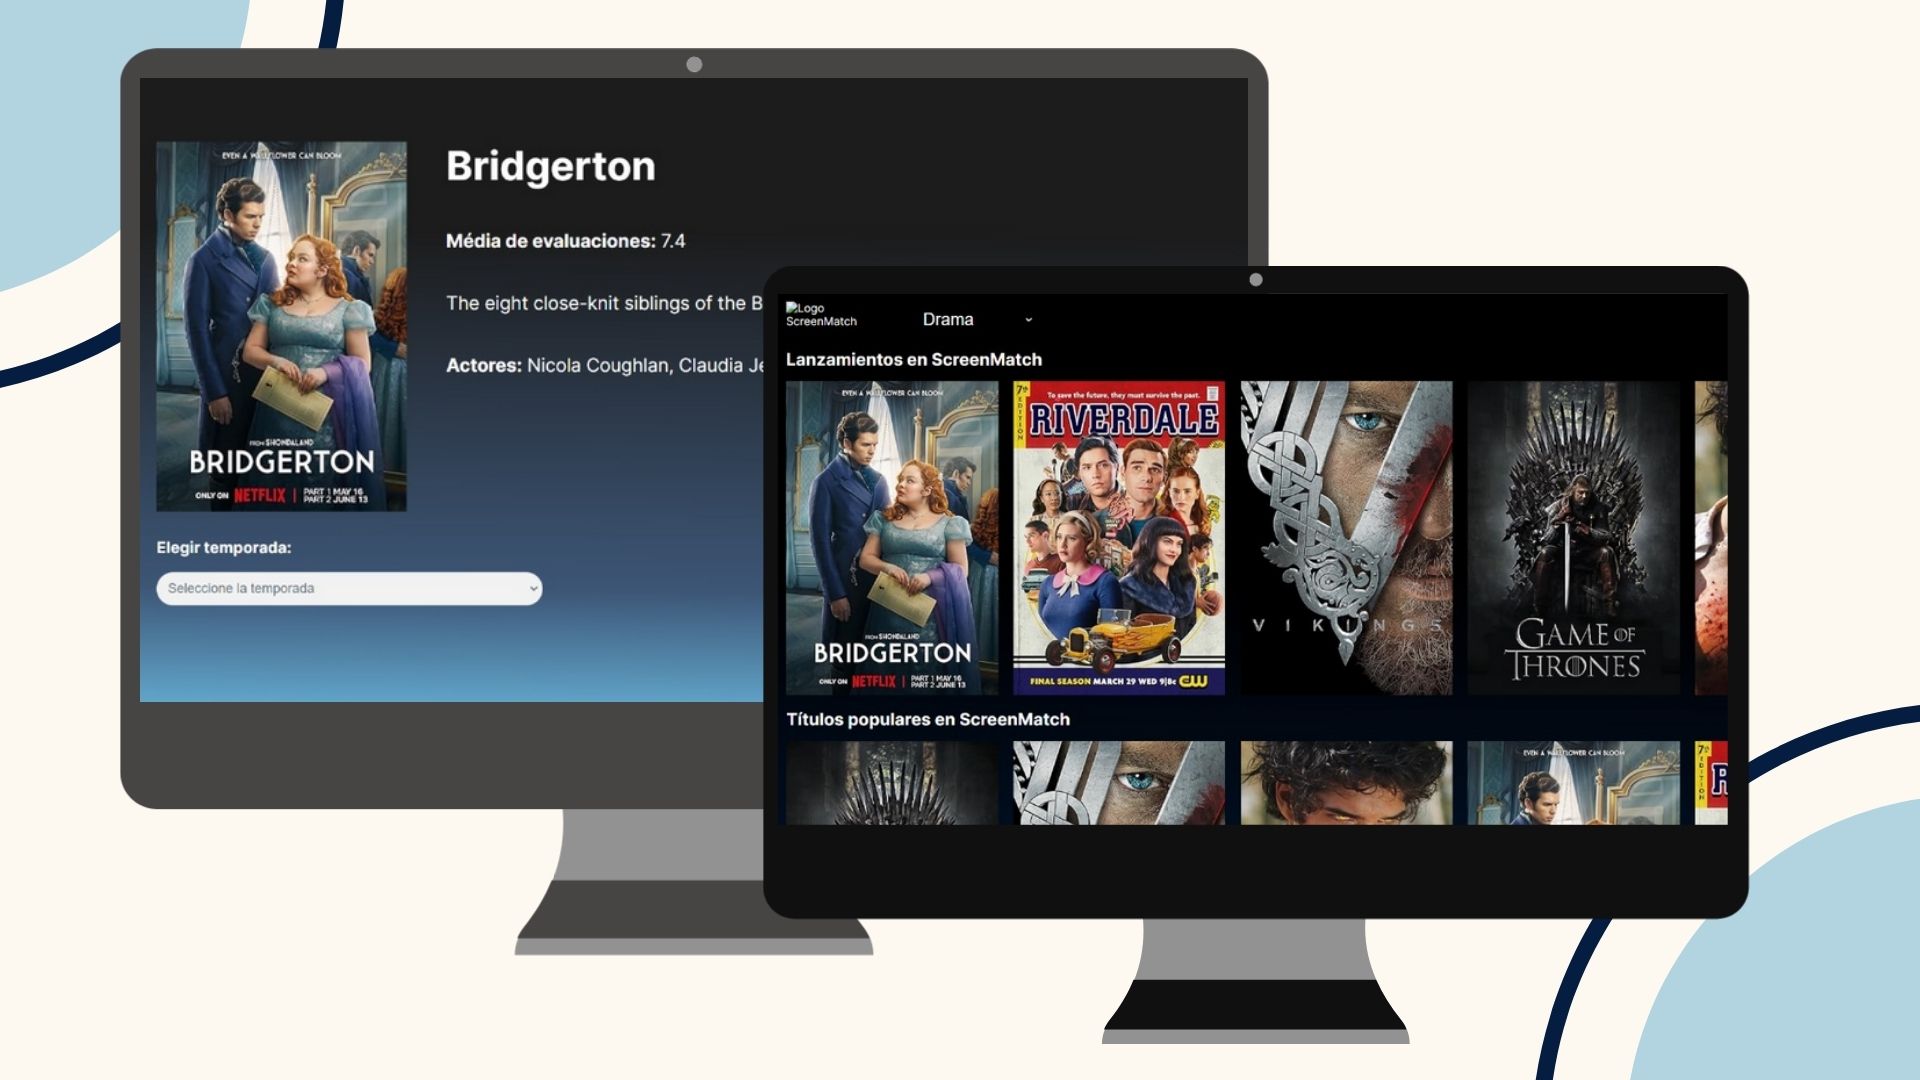 EVEN A WALLFLOWER CAN BLOOM
FROM SHONDALAND
BRIDGERTON
ONLY ON NETFLIX | PART 1 MAY 16
PART 2 JUNE 13
Bridgerton
Média de evaluaciones: 7.4
The eight close-knit siblings of the B
Actores: Nicola Coughlan, Claudia Je
Elegir temporada:
Seleccione la temporada
Logo
ScreenMatch
Drama
Lanzamientos en ScreenMatch
EVEN A WALLFLOWER CAN BLOOM
FROM SHONDALAND
BRIDGERTON
ONLY ON NETFLIX | PART 1 MAY 16
PART 2 JUNE 13
7th EDITION
To save the future, they must survive the past.
RIVERDALE
FINAL SEASON MARCH 29 WED 9|8c CW
VIKINGS
GAME OF
THRONES
Títulos populares en ScreenMatch
EVEN A WALLFLOWER CAN BLOOM
7th EDITION
R